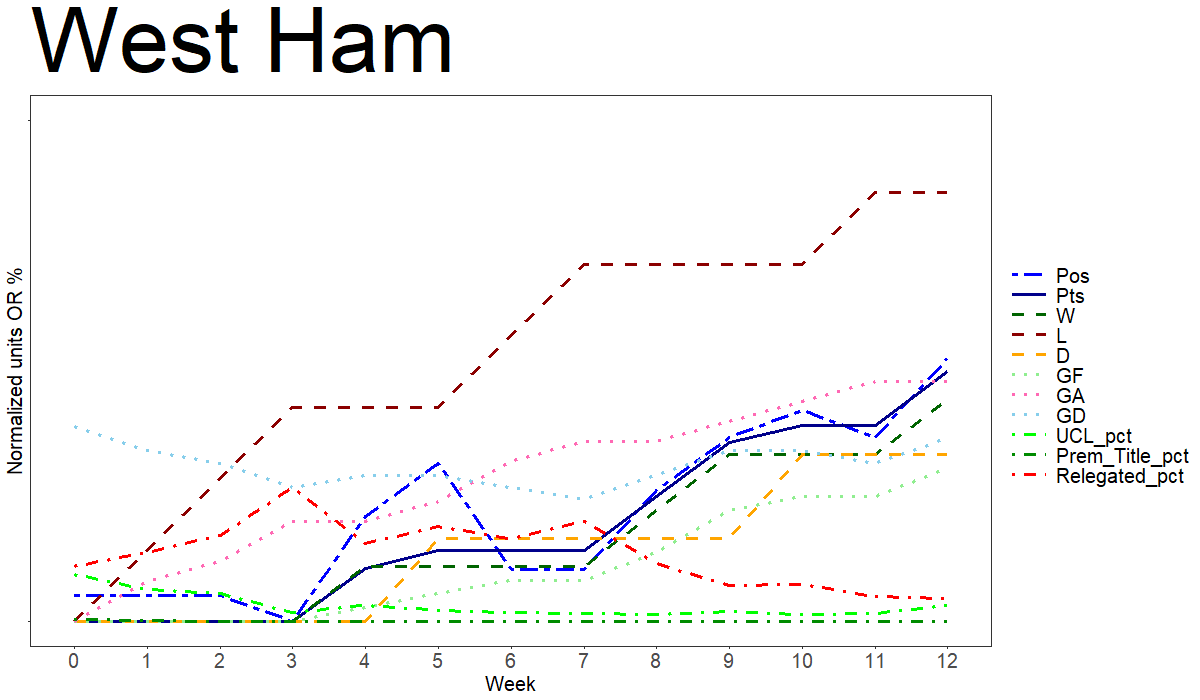 West Ham
Normalized units OR %
0 1 2 3 4 5 6 7 8 9 10 11 12
Week
Pos
Pts
W
L
D
GF
GA
GD
UCL_pct
Prem_Title_pct
Relegated_pct